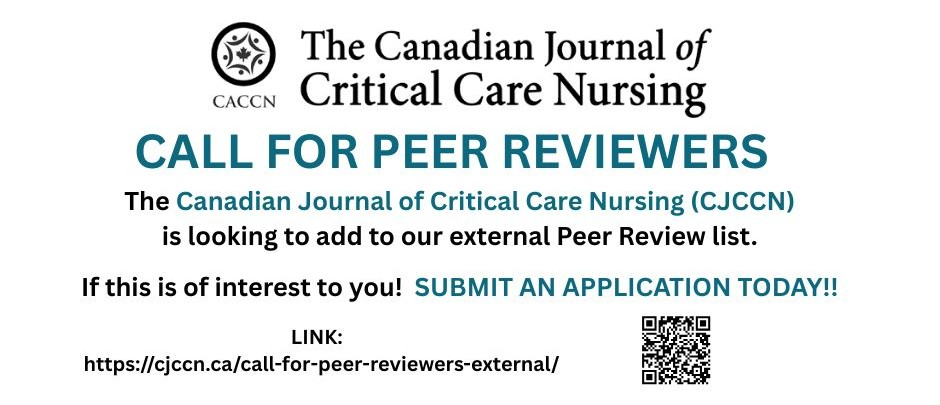 The Canadian Journal of
Critical Care Nursing
CACCN
CALL FOR PEER REVIEWERS
The Canadian Journal of Critical Care Nursing (CJCCN)
is looking to add to our external Peer Review list.
If this is of interest to you! SUBMIT AN APPLICATION TODAY!!
LINK:
https://cjccn.ca/call-for-peer-reviewers-external/